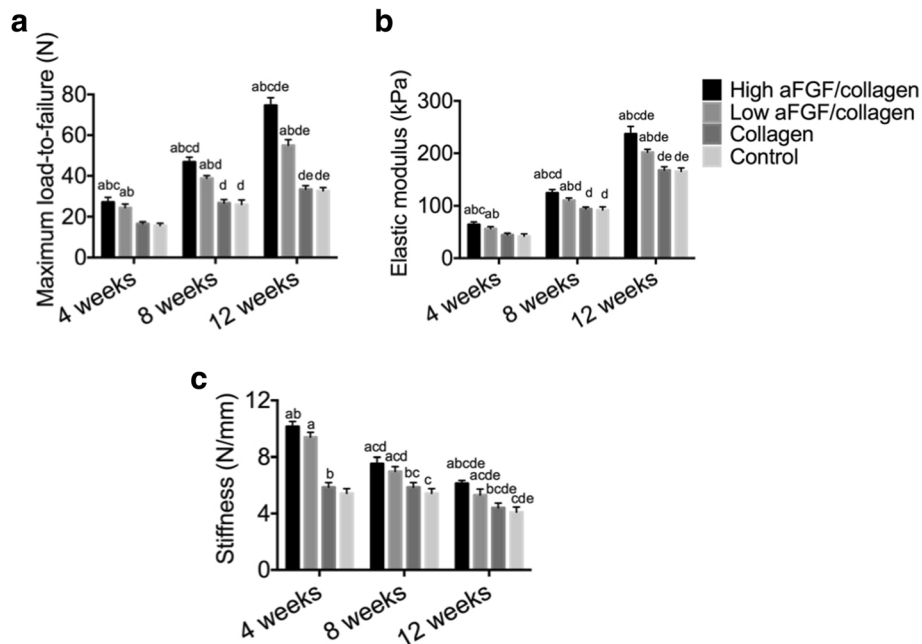 a
Maximum load-to-failure (N)
80
60
40
20
0
abc ab
abcd
abd
d d
abcde
abde
de de
4 weeks
8 weeks
12 weeks
b
Elastic modulus (kPa)
300
200
100
0
abc ab
abcd
abd
d d
abcde
abde
de de
4 weeks
8 weeks
12 weeks
High aFGF/collagen
Low aFGF/collagen
Collagen
Control
c
Stiffness (N/mm)
12
8
4
0
ab
a
b
acd
acd
bc
c
abcde
acde
bcde
cde
4 weeks
8 weeks
12 weeks